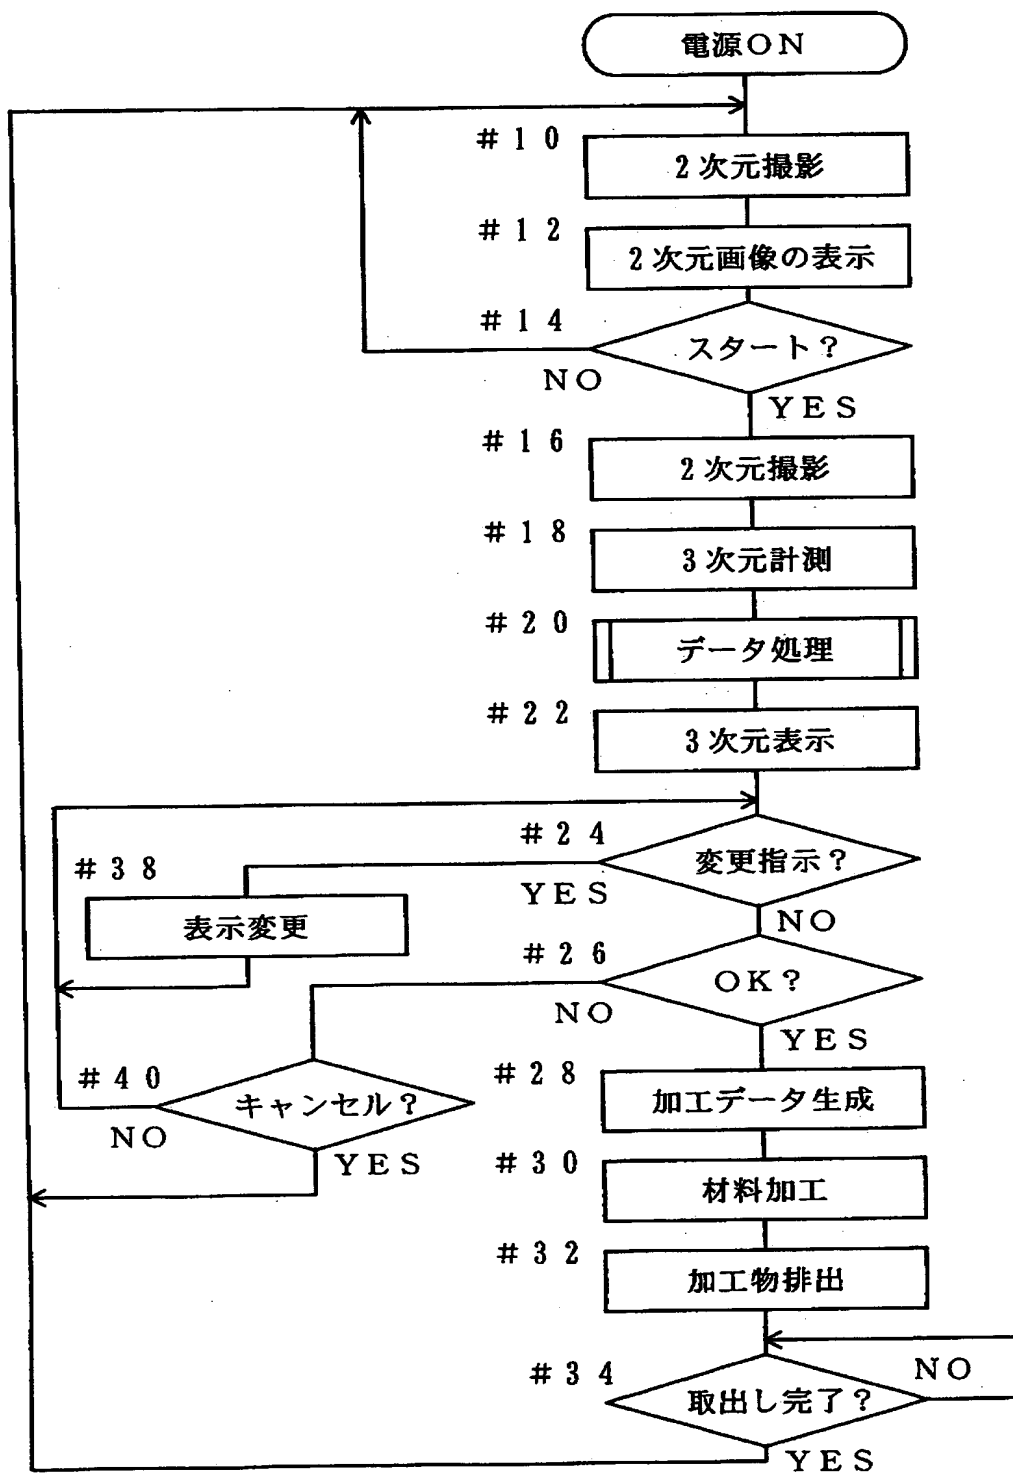 電源ON
#10
2次元撮影
#12
2次元画像の表示
#14
スタート?
NO
YES
#16
2次元撮影
#18
3次元計測
#20
データ処理
#22
3次元表示
#24
変更指示?
YES
NO
#38
表示変更
#26
OK?
NO
YES
#40
キャンセル?
NO
YES
#28
加工データ生成
#30
材料加工
#32
加工物排出
#34
取出し完了?
NO
YES